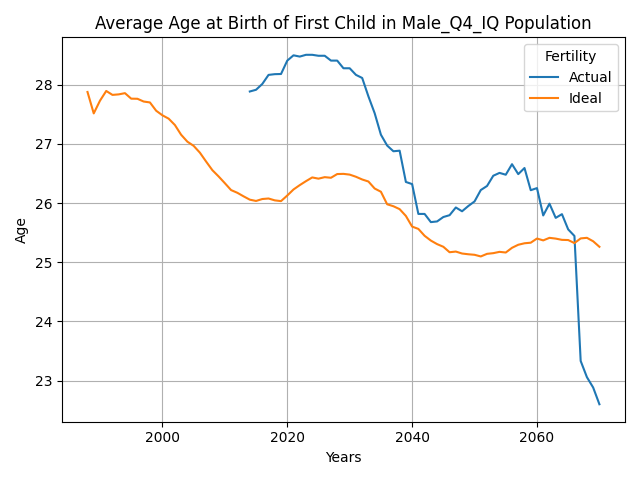 Average Age at Birth of First Child in Male_Q4_IQ Population
Fertility
Actual
Ideal
28
27
26
25
24
23
Age
2000
2020
2040
2060
Years